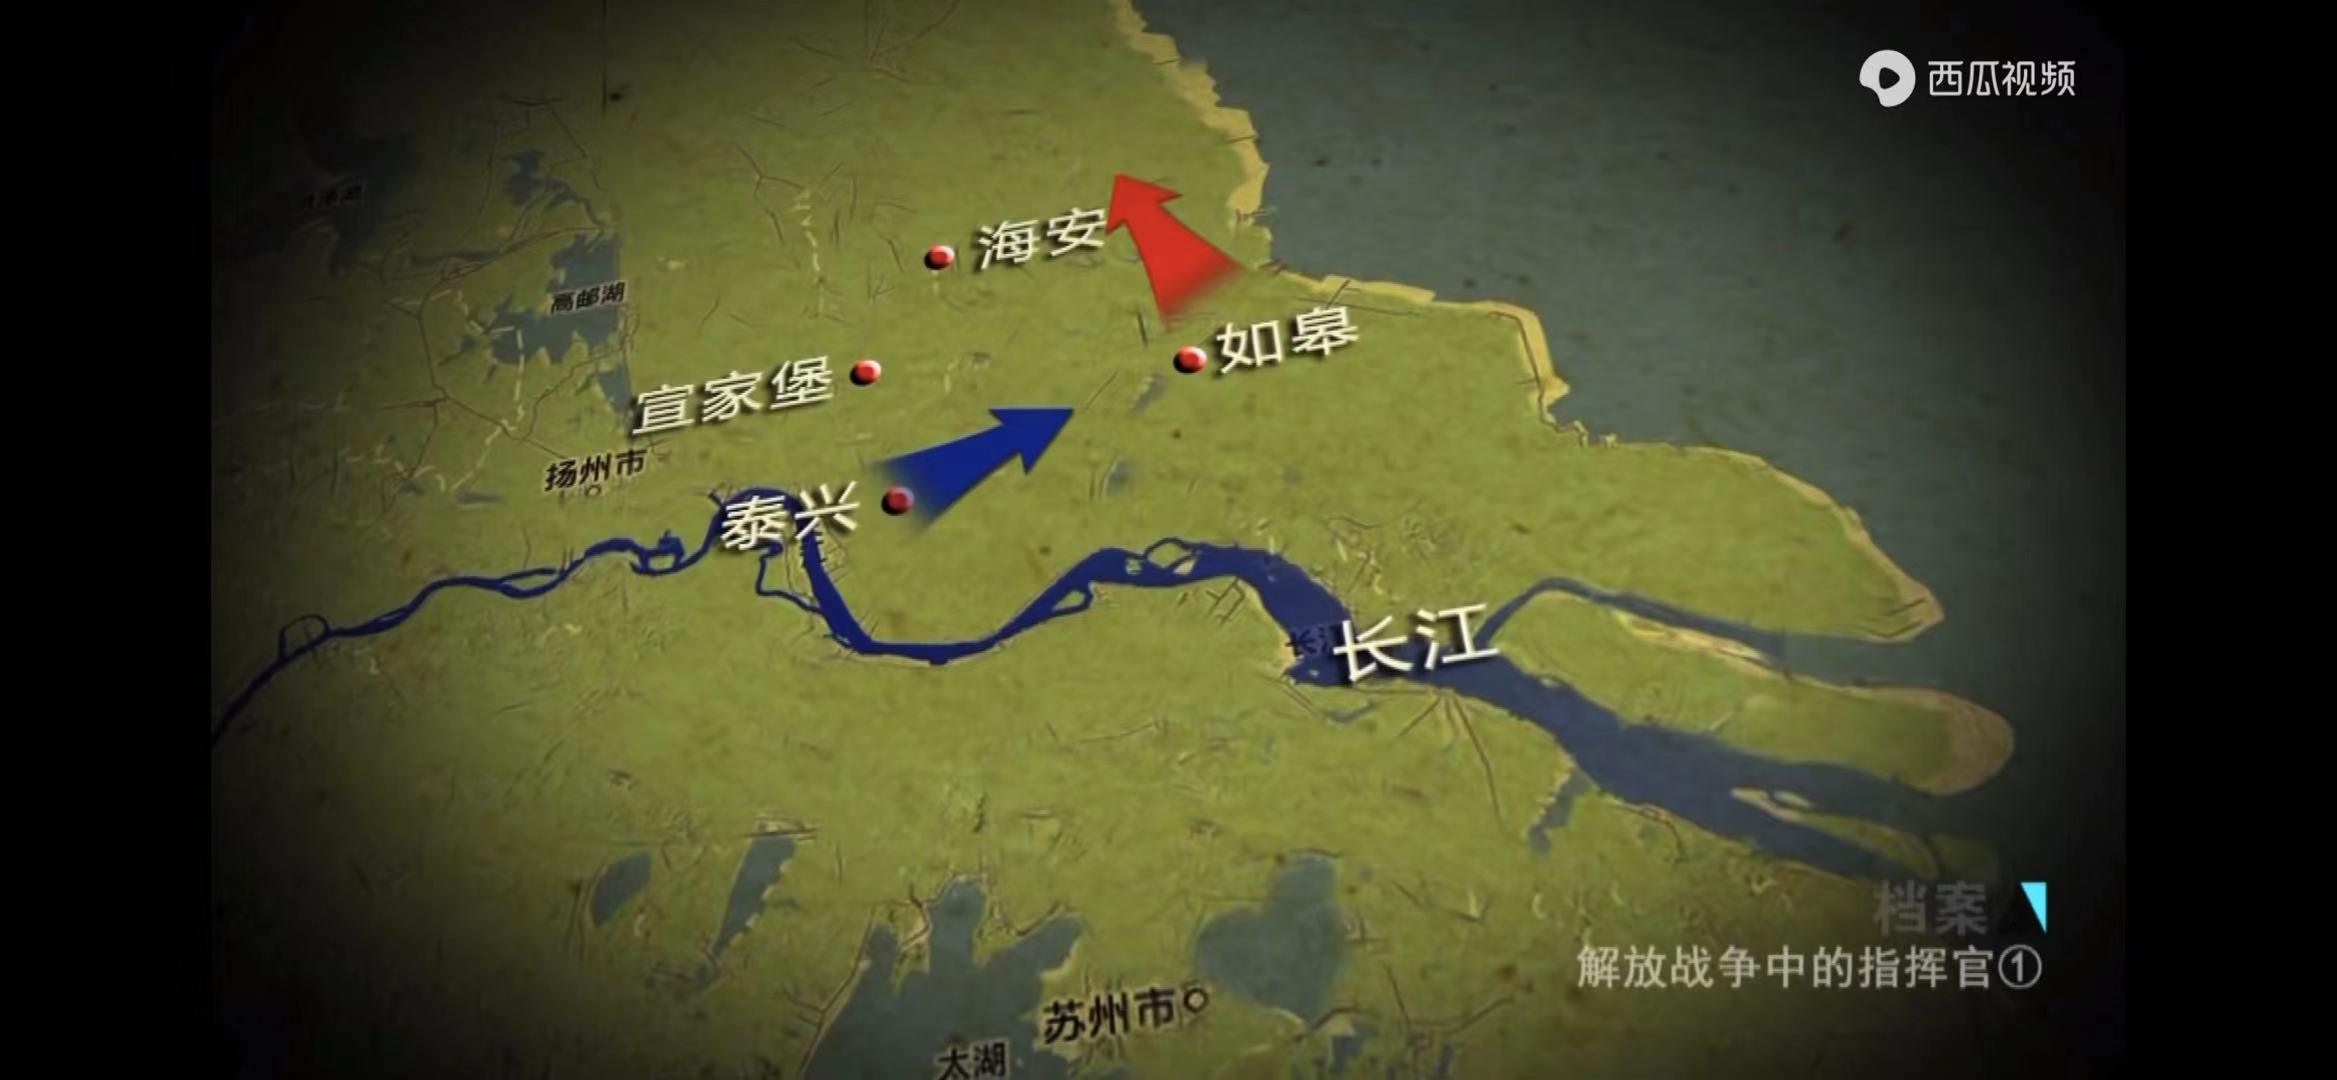 西瓜视频
海安
高邮湖
如皋
宣家堡
扬州市
泰兴
长江
档案
解放战争中的指挥官①
苏州市
太湖